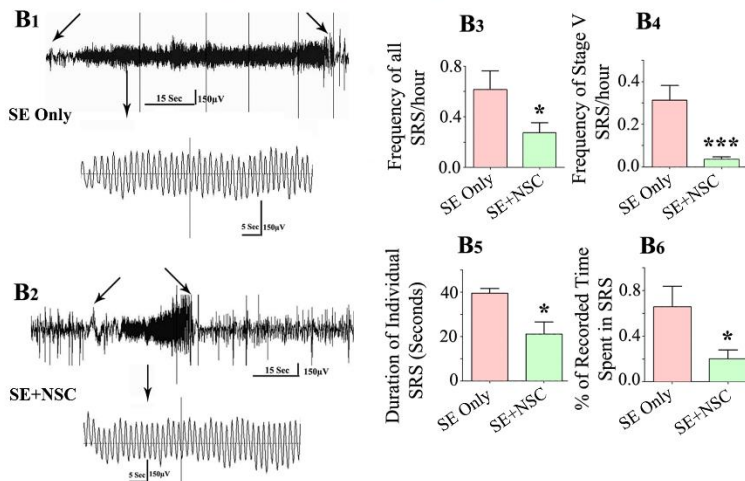 B1
SE Only
15 Sec
150µV
5 Sec
150µV
B2
SE+NSC
15 Sec
150µV
5 Sec
150µV
B3
Frequency of all
SRS/hour
0.8
0.4
0.0
*
SE Only
SE+NSC
B4
Frequency of Stage V
SRS/hour
0.4
0.2
0.0
***
SE Only
SE+NSC
B5
Duration of Individual
SRS (Seconds)
60
40
20
0
*
SE Only
SE+NSC
B6
% of Recorded Time
Spent in SRS
0.8
0.4
0.0
*
SE Only
SE+NSC